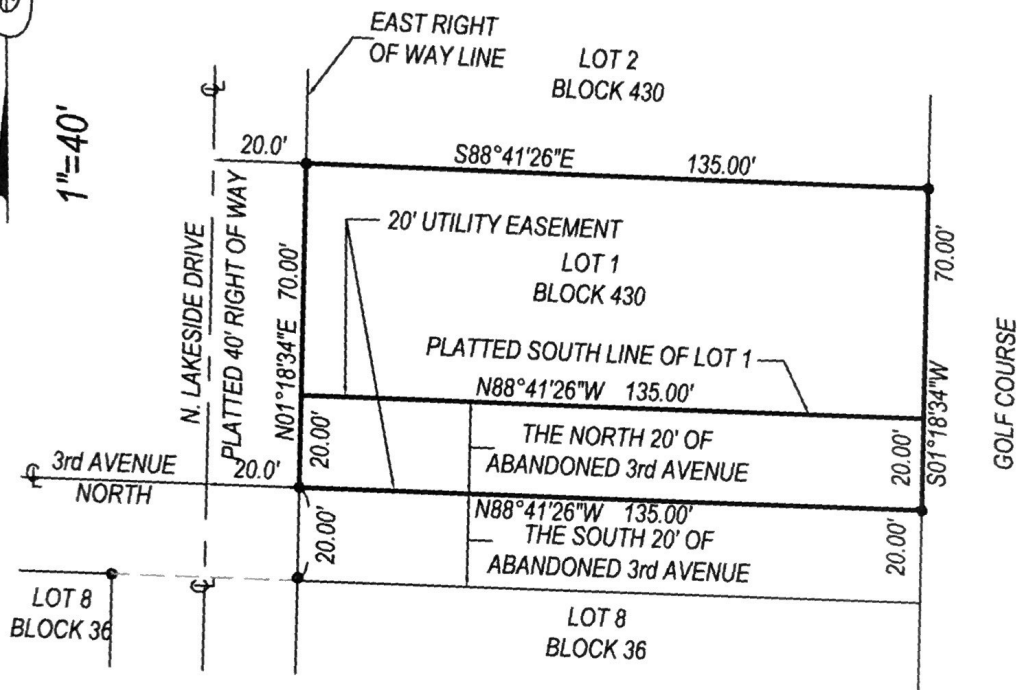 EAST RIGHT
OF WAY LINE
LOT 2
BLOCK 430
1"=40'
20.0'
S88°41'26"E 135.00'
N. LAKESIDE DRIVE
PLATTED 40' RIGHT OF WAY
N01°18'34"E 70.00'
20' UTILITY EASEMENT
LOT 1
BLOCK 430
70.00'
S01°18'34"W
GOLF COURSE
PLATTED SOUTH LINE OF LOT 1
N88°41'26"W 135.00'
20.00'
THE NORTH 20' OF
ABANDONED 3rd AVENUE
20.00'
3rd AVENUE
NORTH
20.0'
N88°41'26"W 135.00'
20.00'
THE SOUTH 20' OF
ABANDONED 3rd AVENUE
20.00'
LOT 8
BLOCK 36
LOT 8
BLOCK 36